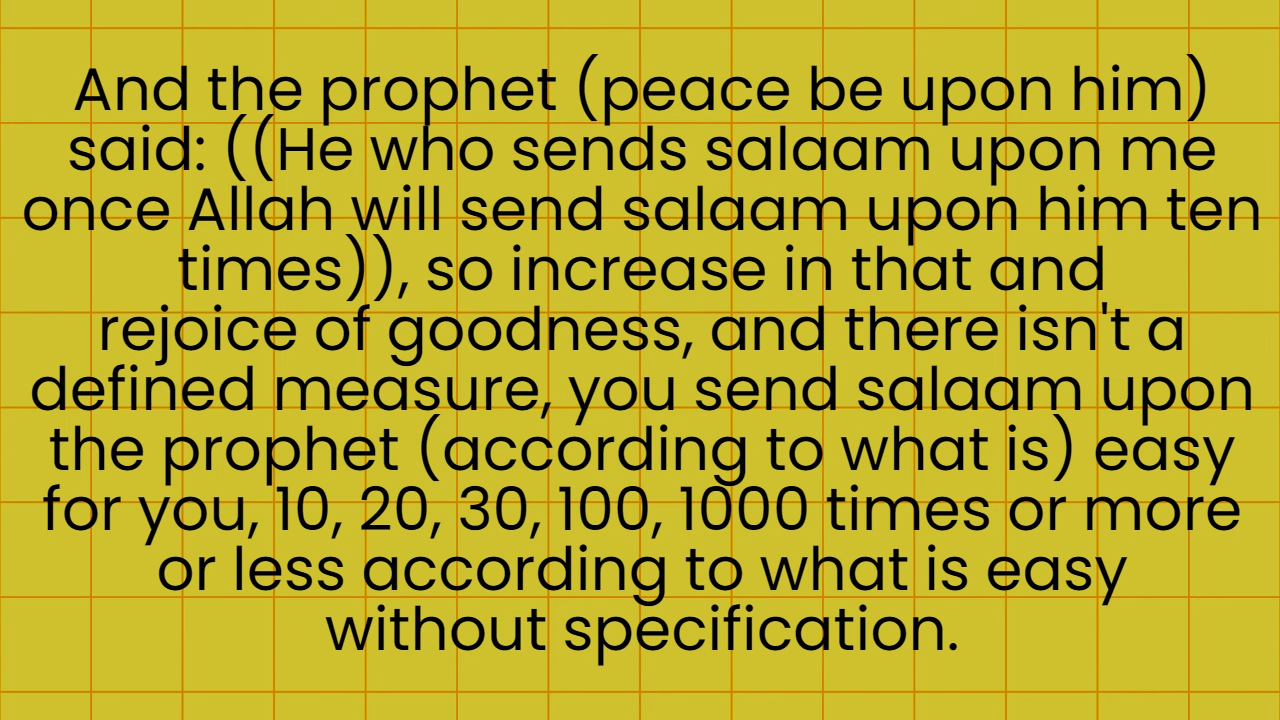 And the prophet (peace be upon him)
said: ((He who sends salaam upon me
once Allah will send salaam upon him ten
times)), so increase in that and
rejoice of goodness, and there isn't a
defined measure, you send salaam upon
the prophet (according to what is) easy
for you, 10, 20, 30, 100, 1000 times or more
or less according to what is easy
without specification.